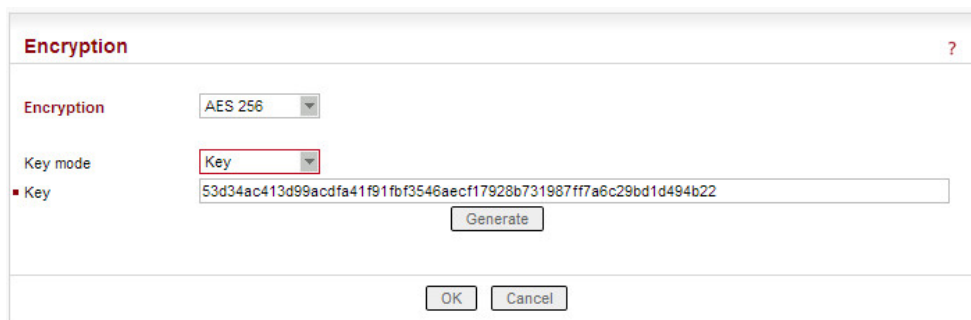 Encryption ?
Encryption AES 256
Key mode Key
Key 53d34ac413d99acdfa41f91fbf3546aecf17928b731987ff7a6c29bd1d494b22
Generate
OK Cancel